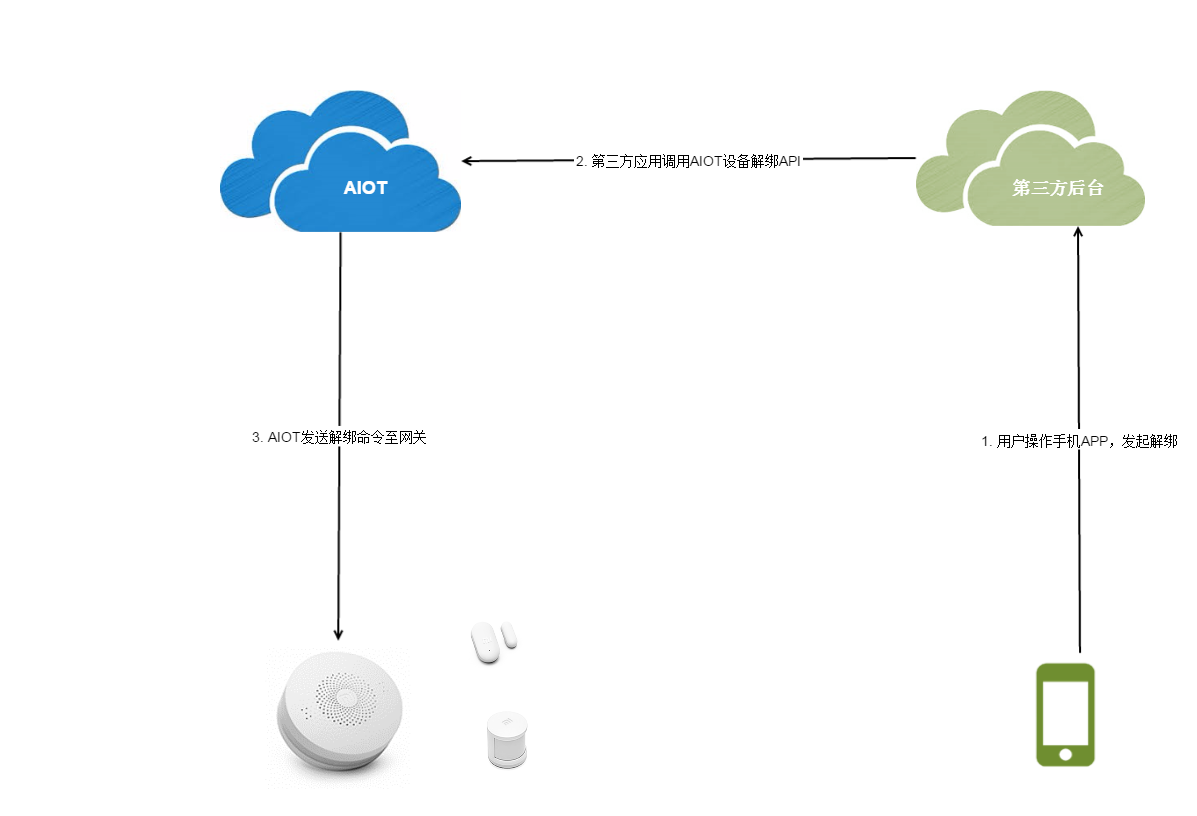 AIOT
2. 第三方应用调用AIOT设备解绑API
第三方后台
3. AIOT发送解绑命令至网关
1. 用户操作手机APP，发起解绑